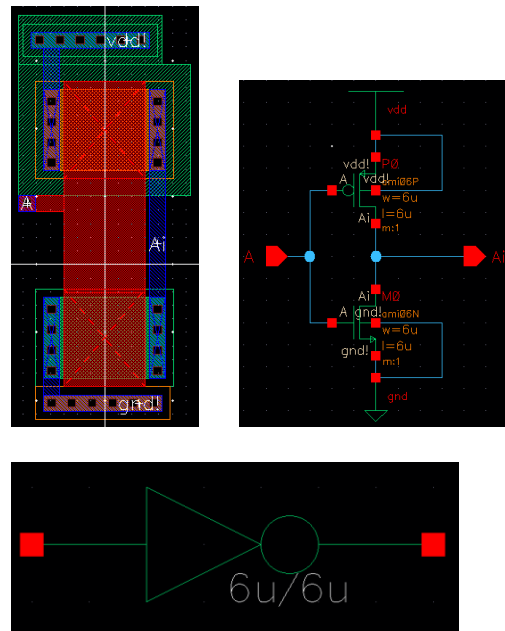 vdd!
A
Ai
gnd!
vdd
P0
vdd!
A vdd!
ami06P
w=6u
l=6u
Ai
m:1
A
Ai
Ai
M0
A gnd!
ami06N
w=6u
l=6u
gnd!
m:1
gnd
6u/6u